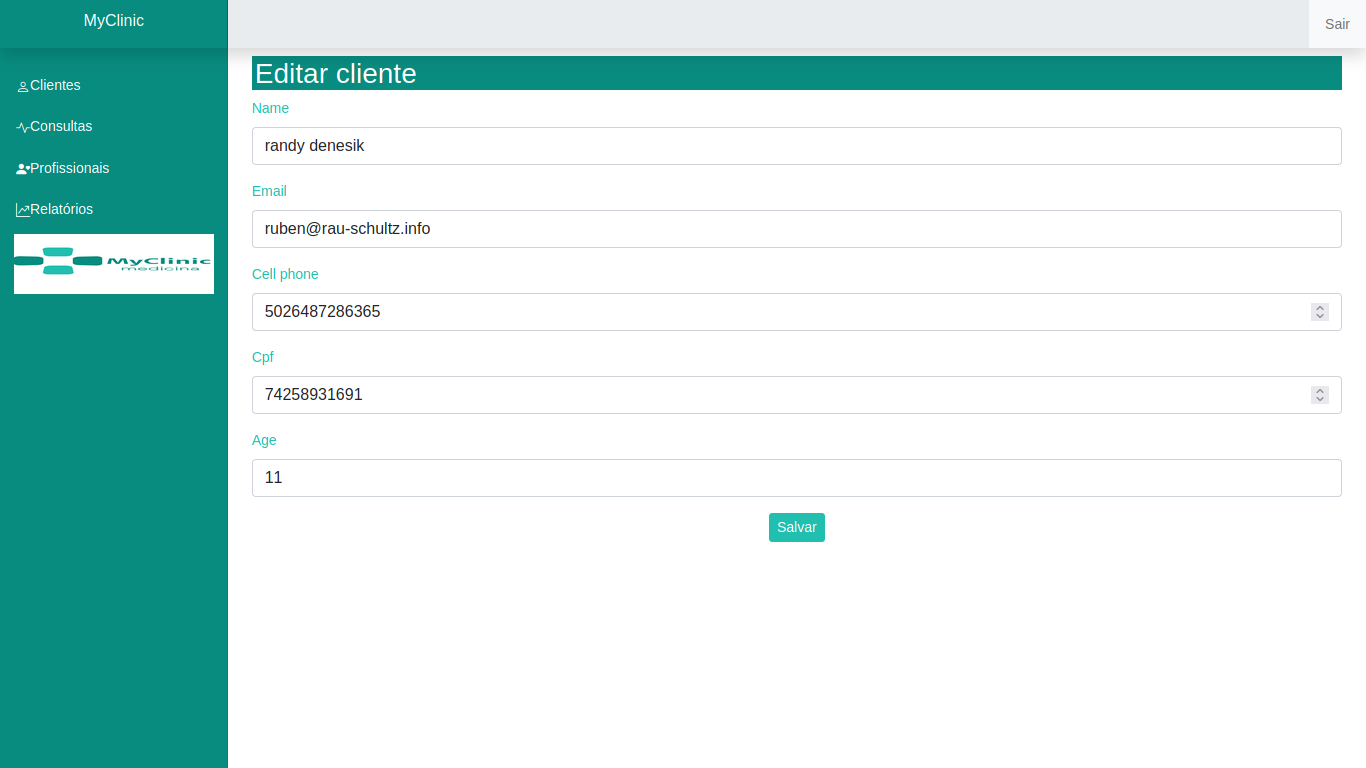 MyClinic
Sair
Clientes
Consultas
Profissionais
Relatórios
MyClinic
medicina
Editar cliente
Name
randy denesik
Email
ruben@rau-schultz.info
Cell phone
5026487286365
Cpf
74258931691
Age
11
Salvar